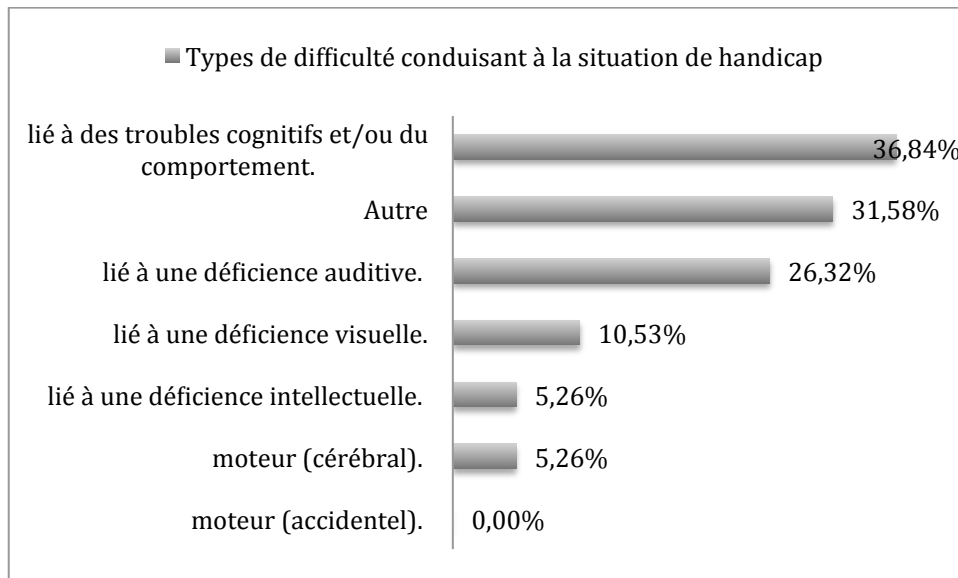 Types de difficulté conduisant à la situation de handicap
lié à des troubles cognitifs et/ou du
comportement.
36,84%
Autre
31,58%
lié à une déficience auditive.
26,32%
lié à une déficience visuelle.
10,53%
lié à une déficience intellectuelle.
5,26%
moteur (cérébral).
5,26%
moteur (accidentel).
0,00%